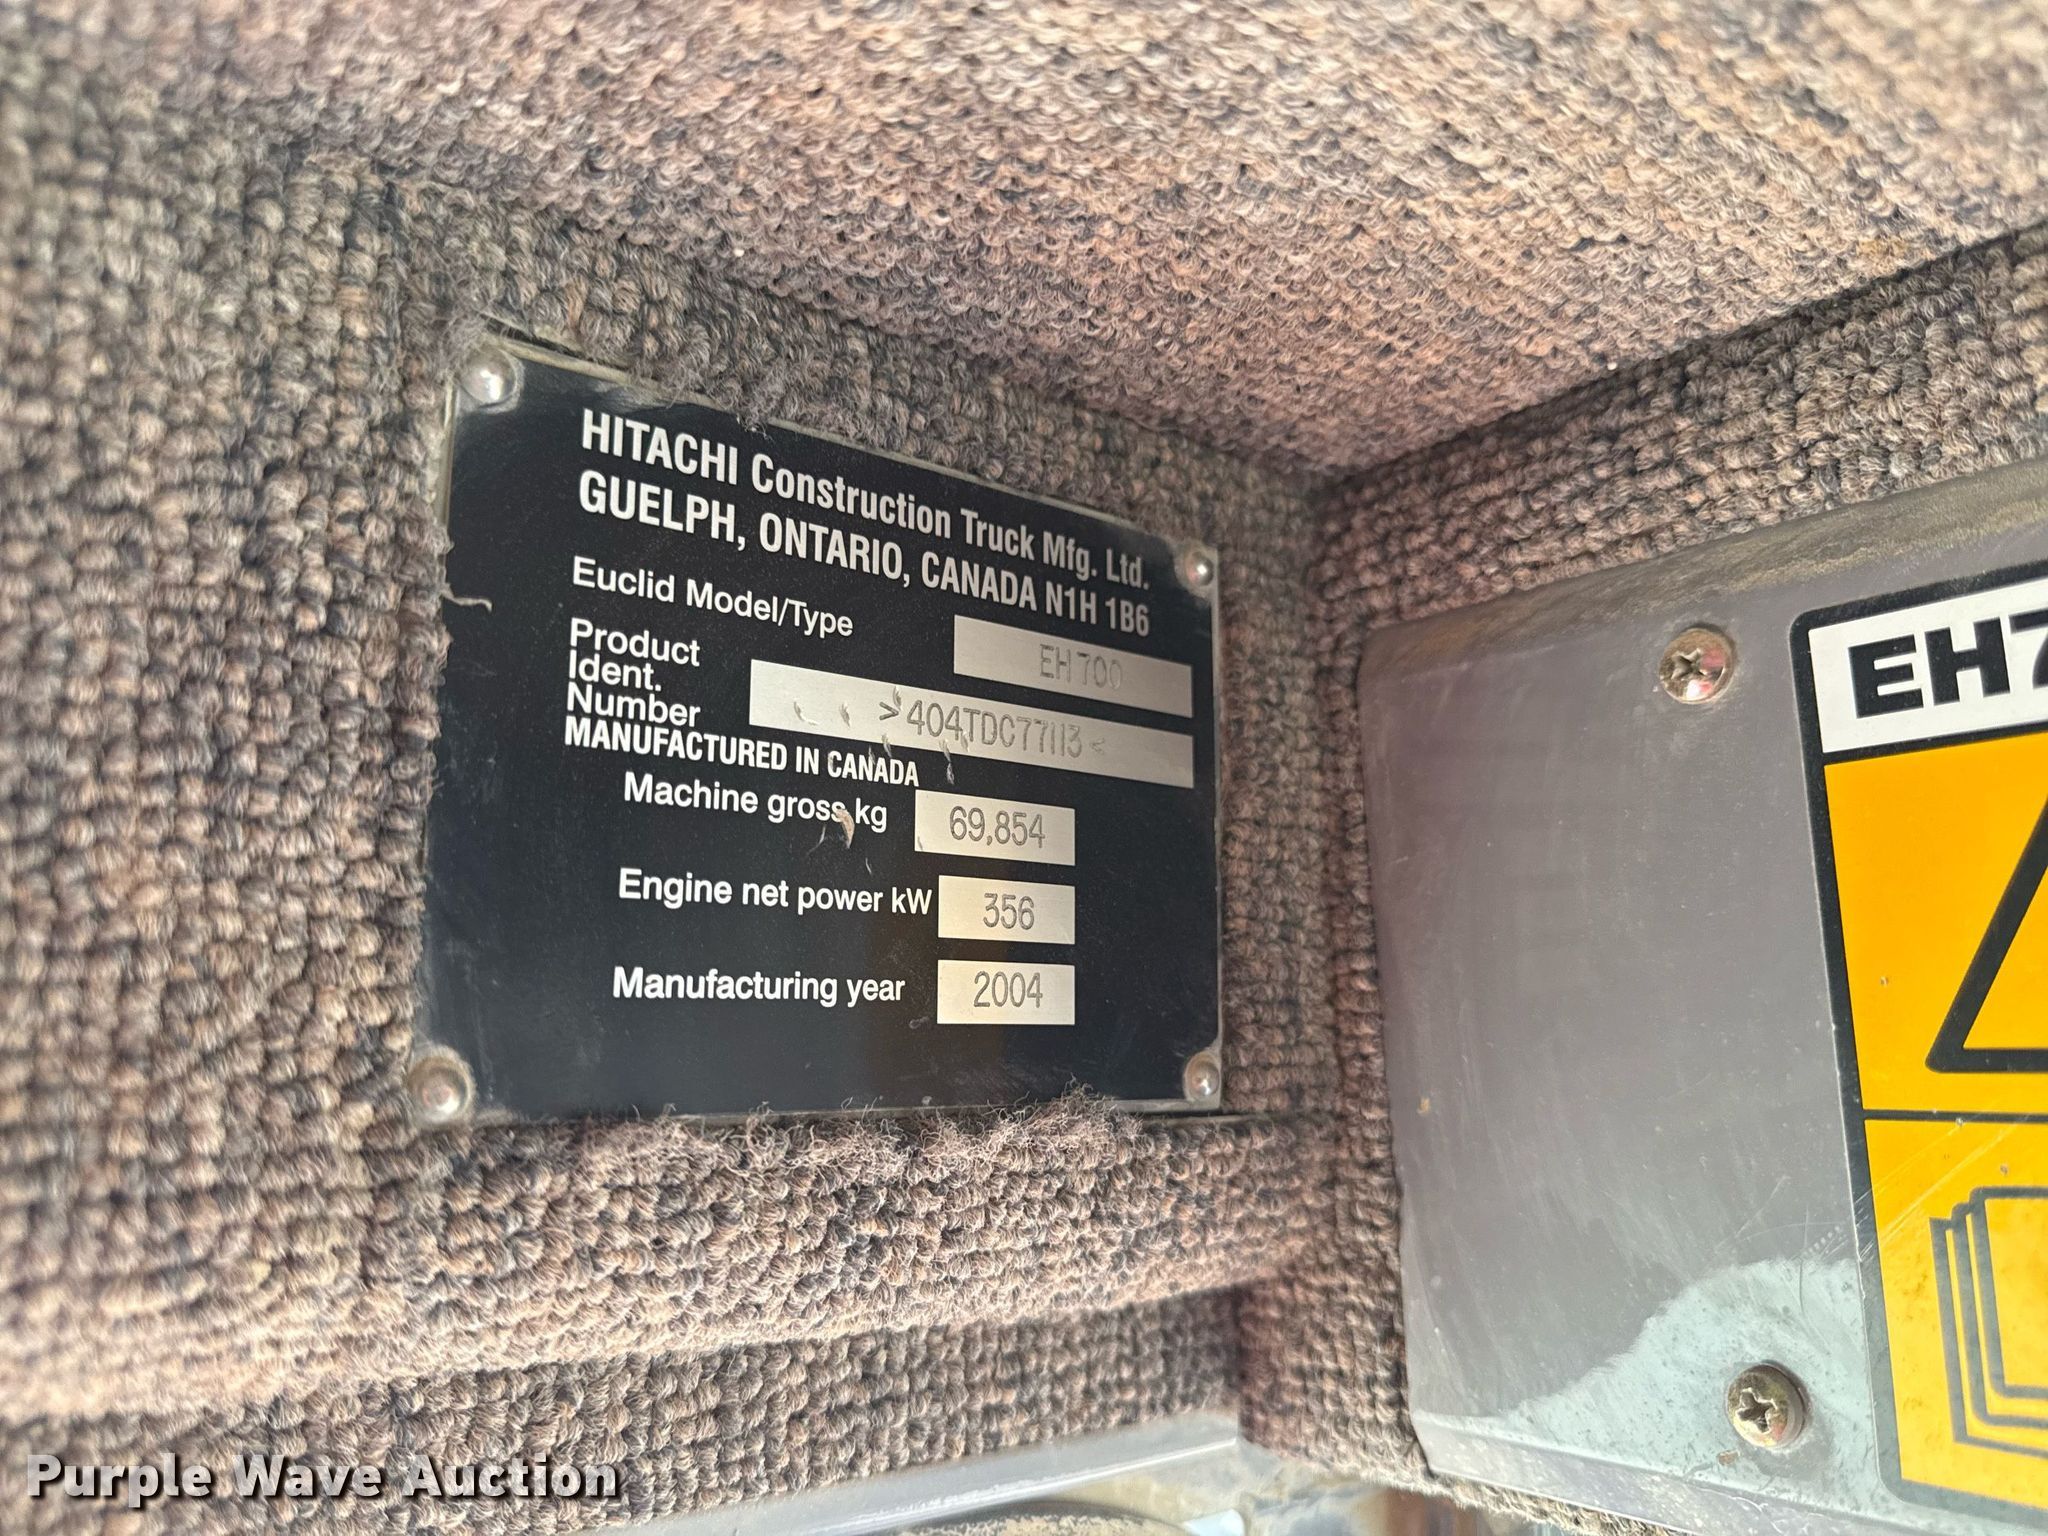 HITACHI Construction Truck Mfg. Ltd.
GUELPH, ONTARIO, CANADA N1H 1B6
Euclid Model/Type EH700
Product
Ident.
Number >404TDC77113<
MANUFACTURED IN CANADA
Machine gross kg 69,854
Engine net power kW 356
Manufacturing year 2004
EH7
Purple Wave Auction